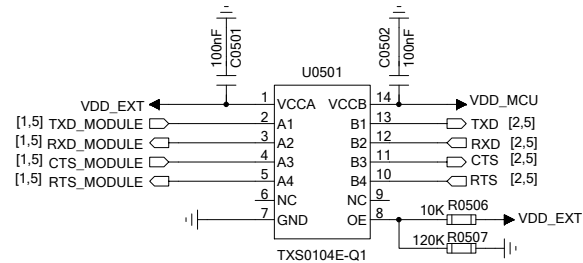 100nF C0501 100nF C0502
U0501
VDD_EXT 1 VCCA VCCB 14 VDD_MCU
[1,5] TXD_MODULE 2 A1 B1 13 TXD [2,5]
[1,5] RXD_MODULE 3 A2 B2 12 RXD [2,5]
[1,5] CTS_MODULE 4 A3 B3 11 CTS [2,5]
[1,5] RTS_MODULE 5 A4 B4 10 RTS [2,5]
6 NC NC 9
7 GND OE 8 10K R0506 VDD_EXT
120K R0507
TXS0104E-Q1